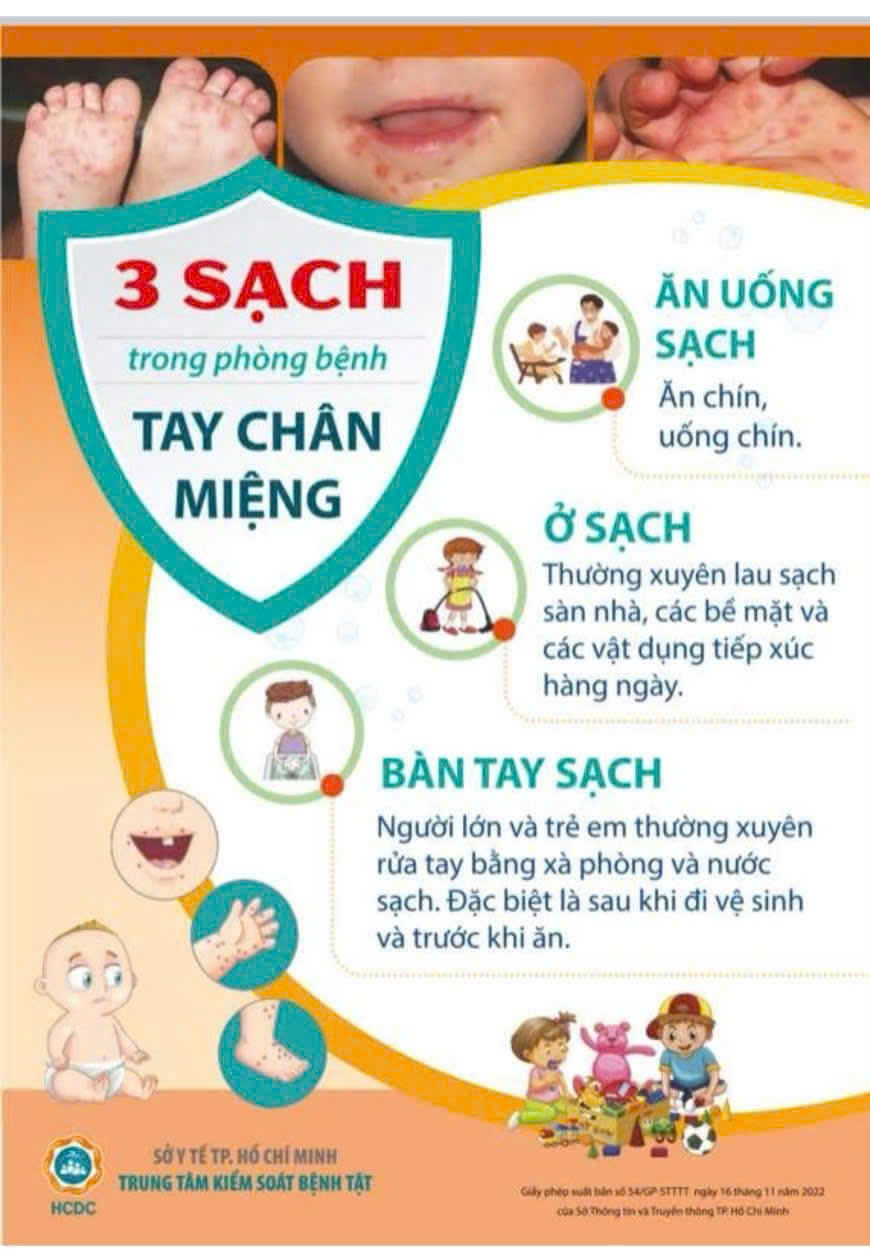 3 SẠCH
trong phòng bệnh
TAY CHÂN
MIỆNG
ĂN UỐNG
SẠCH
Ăn chín,
uống chín.
Ở SẠCH
Thường xuyên lau sạch
sàn nhà, các bề mặt và
các vật dụng tiếp xúc
hàng ngày.
BÀN TAY SẠCH
Người lớn và trẻ em thường xuyên
rửa tay bằng xà phòng và nước
sạch. Đặc biệt là sau khi đi vệ sinh
và trước khi ăn.
HCDC
SỞ Y TẾ TP. HỒ CHÍ MINH
TRUNG TÂM KIỂM SOÁT BỆNH TẬT
Giấy phép xuất bản số 54/GP-STTTT ngày 16 tháng 11 năm 2022
của Sở Thông tin và Truyền thông TP. Hồ Chí Minh